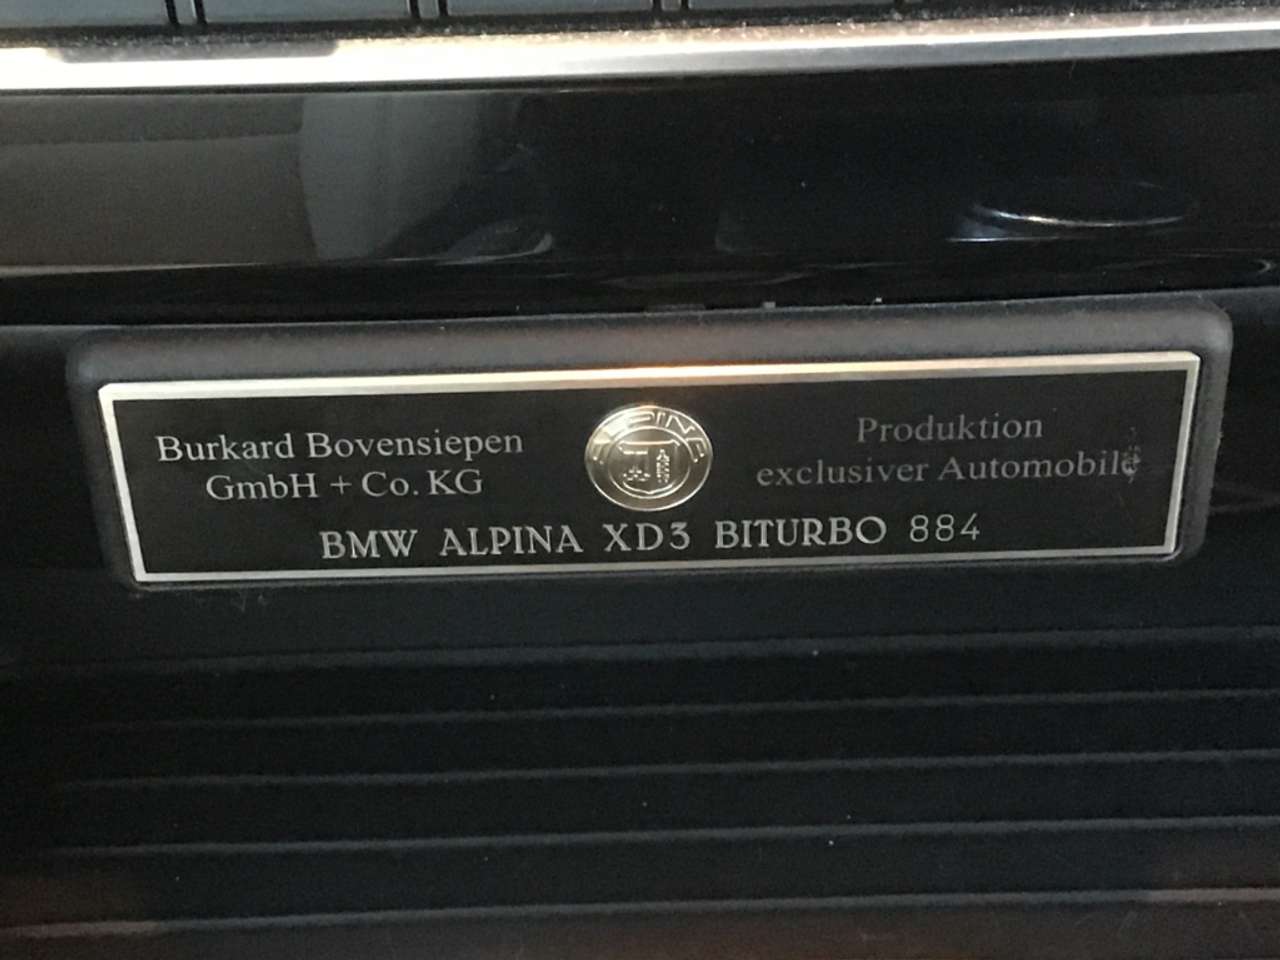 Burkard Bovensiepen
GmbH + Co. KG
ALPINA
Produktion
exclusiver Automobile
BMW ALPINA XD3 BITURBO 884